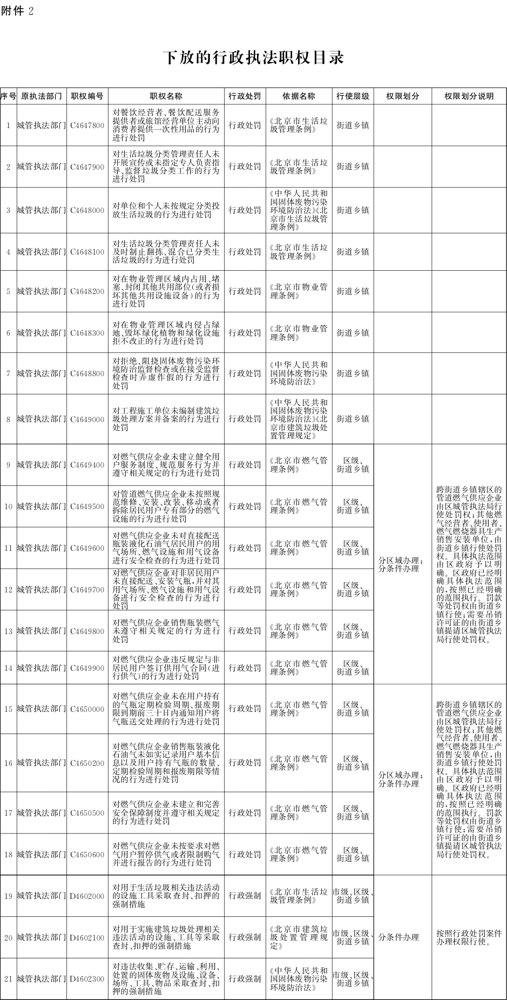 附件 2
下放的行政执法职权目录
序号 原执法部门 职权编号 职权名称 行政处罚 依据名称 行使层级 权限划分 权限划分说明
1 城管执法部门 C4647800
对餐饮经营者、餐饮配送服务
提供者或旅馆经营单位主动向
消费者提供一次性用品的行为
进行处罚
行政处罚
《北京市生活垃
圾管理条例》
街道乡镇
2 城管执法部门 C4647900
对生活垃圾分类管理责任人未
开展宣传或未指定专人负责指
导、监督垃圾分类工作的行为
进行处罚
行政处罚
《北京市生活垃
圾管理条例》
街道乡镇
3 城管执法部门 C4648000
对单位和个人未按规定分类投
放生活垃圾的行为进行处罚
行政处罚
《中华人民共和
国固体废物污染
环境防治法》《北
京市生活垃圾管
理条例》
街道乡镇
4 城管执法部门 C4648100
对生活垃圾分类管理责任人未
及时制止翻拣、混合已分类生
活垃圾的行为进行处罚
行政处罚
《北京市生活垃
圾管理条例》
街道乡镇
5 城管执法部门 C4648200
对在物业管理区域内占用、堵
塞、封闭其他共用部位(或者损
坏其他共用设施设备)的行为
进行处罚
行政处罚
《北京市物业管
理条例》
街道乡镇
6 城管执法部门 C4648300
对在物业管理区域内侵占绿
地、毁坏绿化植物和绿化设施
拒不改正的行为进行处罚
行政处罚
《北京市物业管
理条例》
街道乡镇
7 城管执法部门 C4648800
对拒绝、阻挠固体废物污染环
境防治监督检查或在接受监督
检查时弄虚作假的行为进行
处罚
行政处罚
《中华人民共和
国固体废物污染
环境防治法》
街道乡镇
8 城管执法部门 C4649000
对工程施工单位未编制建筑垃
圾处理方案并备案的行为进行
处罚
行政处罚
《中华人民共和
国固体废物污染
环境防治法》《北
京市建筑垃圾处
置管理规定》
街道乡镇
9 城管执法部门 C4649400
对燃气供应企业未建立健全用
户服务制度、规范服务行为并
遵守相关规定的行为进行处罚
行政处罚
《北京市燃气管
理条例》
区级、
街道乡镇
10 城管执法部门 C4649500
对管道燃气供应企业未按照规
范维修、安装、改装、移动或者
拆除居民用户专有部分的燃气
设施的行为进行处罚
行政处罚
《北京市燃气管
理条例》
区级、
街道乡镇
11 城管执法部门 C4649600
对燃气供应企业未对直接配送
瓶装液化石油气居民用户的用
气场所、燃气设施和用气设备
进行安全检查的行为进行处罚
行政处罚
《北京市燃气管
理条例》
区级、
街道乡镇
12 城管执法部门 C4649700
对燃气供应企业对非居民用户
未直接配送、安装气瓶,并对其
用气场所、燃气设施和用气设
备进行安全检查的行为进行
处罚
行政处罚
《北京市燃气管
理条例》
区级、
街道乡镇
13 城管执法部门 C4649800
对燃气供应企业销售瓶装燃气
未遵守相关规定的行为进行
处罚
行政处罚
《北京市燃气管
理条例》
区级、
街道乡镇
14 城管执法部门 C4649900
对燃气供应企业违反规定与非
居民用户签订供用气合同(进
行供气)的行为进行处罚
行政处罚
《北京市燃气管
理条例》
区级、
街道乡镇
分区域办理;
分条件办理
跨街道乡镇辖区的
管道燃气供应企业
由区城管执法局行
使处罚权;其他燃
气经营者、使用者、
燃气燃烧器具生产
销售安装单位,由
街道乡镇行使处罚
权。具体执法范围
由区政府予以明
确。区政府已经明
确具体执法范围
的,按照已经明确
的范围执行。罚款
等处罚权由街道乡
镇行使;需要吊销
许可证的由街道乡
镇提请区城管执法
局行使处罚权。
15 城管执法部门 C4650000
对燃气供应企业未在用户持有
的气瓶定期检验周期、报废期
限到期前三十日内通知用户将
气瓶送交处理的行为进行处罚
行政处罚
《北京市燃气管
理条例》
区级、
街道乡镇
16 城管执法部门 C4650200
对燃气供应企业销售瓶装液化
石油气未如实记录用户基本信
息以及用户持有气瓶的数量、
定期检验周期和报废期限等情
况的行为进行处罚
行政处罚
《北京市燃气管
理条例》
区级、
街道乡镇
17 城管执法部门 C4650500
对燃气供应企业未建立和完善
安全保障制度并遵守相关规定
的行为进行处罚
行政处罚
《北京市燃气管
理条例》
区级、
街道乡镇
18 城管执法部门 C4650600
对燃气供应企业未按要求对燃
气用户暂停供气或者限制购气
并进行报告的行为进行处罚
行政处罚
《北京市燃气管
理条例》
区级、
街道乡镇
分区域办理;
分条件办理
跨街道乡镇辖区的
管道燃气供应企业
由区城管执法局行
使处罚权;其他燃
气经营者、使用者、
燃气燃烧器具生产
销售安装单位,由
街道乡镇行使处罚
权。具体执法范围
由区政府予以明
确。区政府已经明
确具体执法范围
的,按照已经明确
的范围执行。罚款
等处罚权由街道乡
镇行使;需要吊销
许可证的由街道乡
镇提请区城管执法
局行使处罚权。
19 城管执法部门 D4602000
对用于生活垃圾相关违法活动
的设施工具采取查封、扣押的
强制措施
行政强制
《北京市生活垃
圾管理条例》
市级、区级、
街道乡镇
20 城管执法部门 D4602100
对用于实施建筑垃圾处理相关
违法活动的设施、工具等采取
查封、扣押的强制措施
行政强制
《北京市建筑垃
圾处置管理规
定》
市级、区级、
街道乡镇
21 城管执法部门 D4602300
对违法收集、贮存、运输、利用、
处置的固体废物及设施、设备、
场所、工具、物品采取查封、扣
押的强制措施
行政强制
《中华人民共和
国固体废物污染
环境防治法》
市级、区级、
街道乡镇
分条件办理
按照行政处罚案件
办理权限行使。